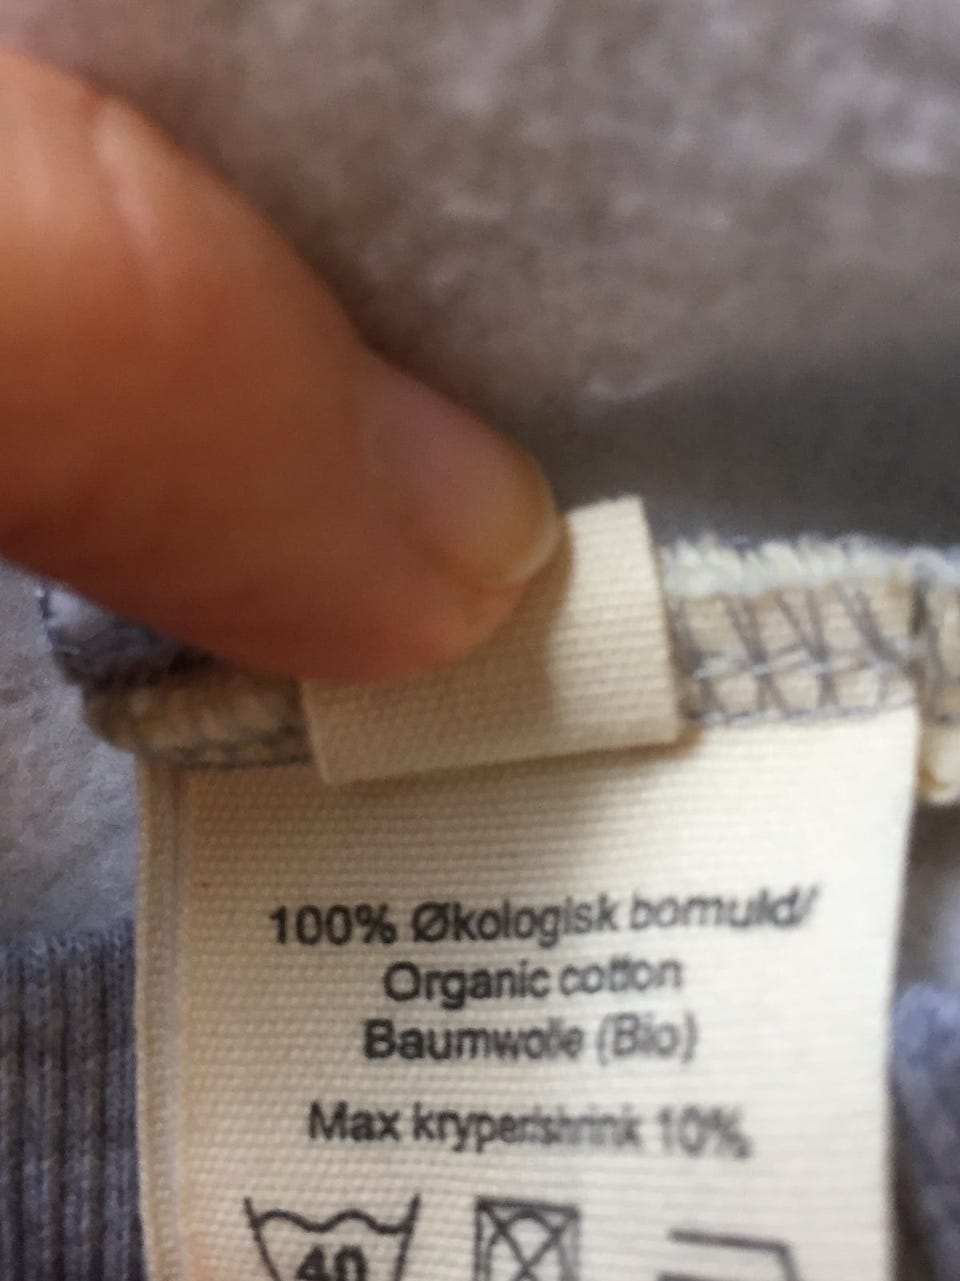 100% Økologisk bomuld/
Organic cotton
Baumwolle (Bio)
Max kryper/shrink 10%
40